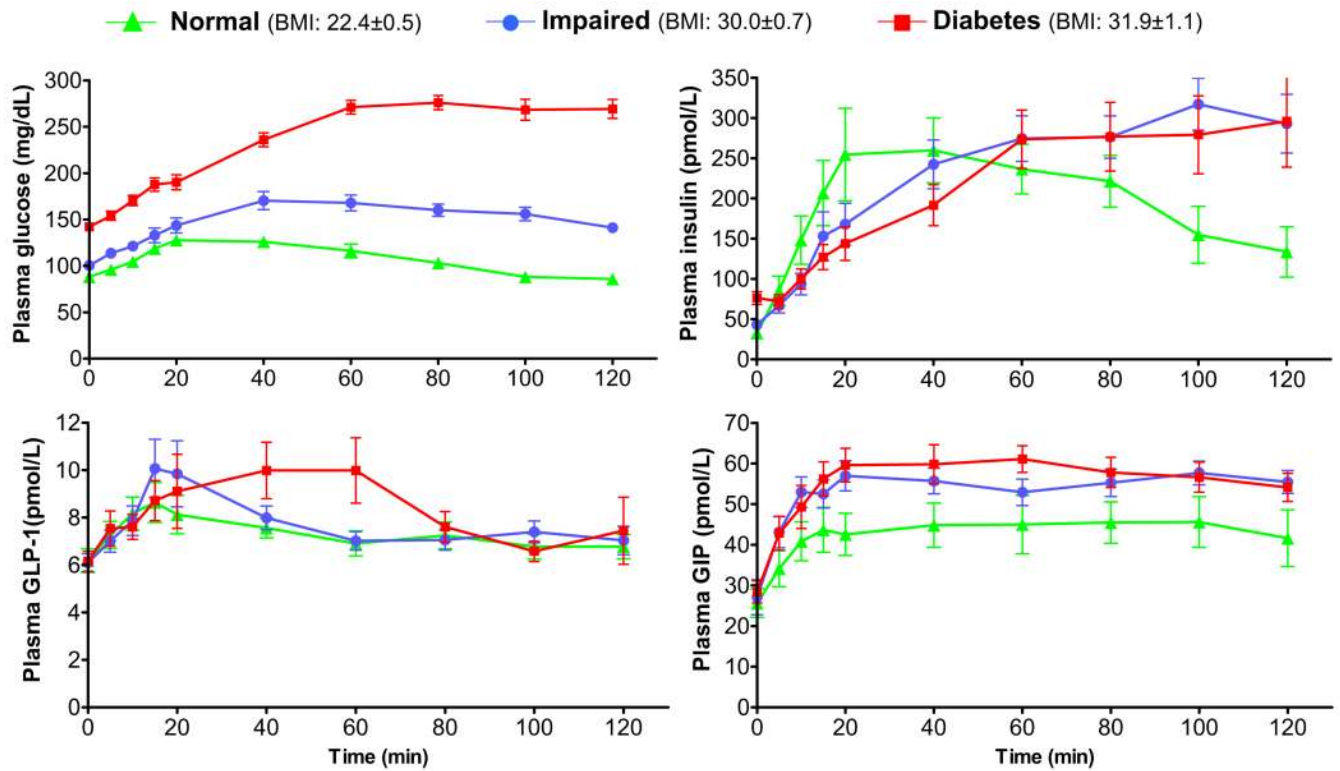 Normal (BMI: 22.4±0.5) Impaired (BMI: 30.0±0.7) Diabetes (BMI: 31.9±1.1)
Plasma glucose (mg/dL)
300
250
200
150
100
50
0
0 20 40 60 80 100 120
Plasma insulin (pmol/L)
350
300
250
200
150
100
50
0
0 20 40 60 80 100 120
Plasma GLP-1(pmol/L)
12
10
8
6
4
2
0
0 20 40 60 80 100 120
Time (min)
Plasma GIP (pmol/L)
70
60
50
40
30
20
10
0
0 20 40 60 80 100 120
Time (min)